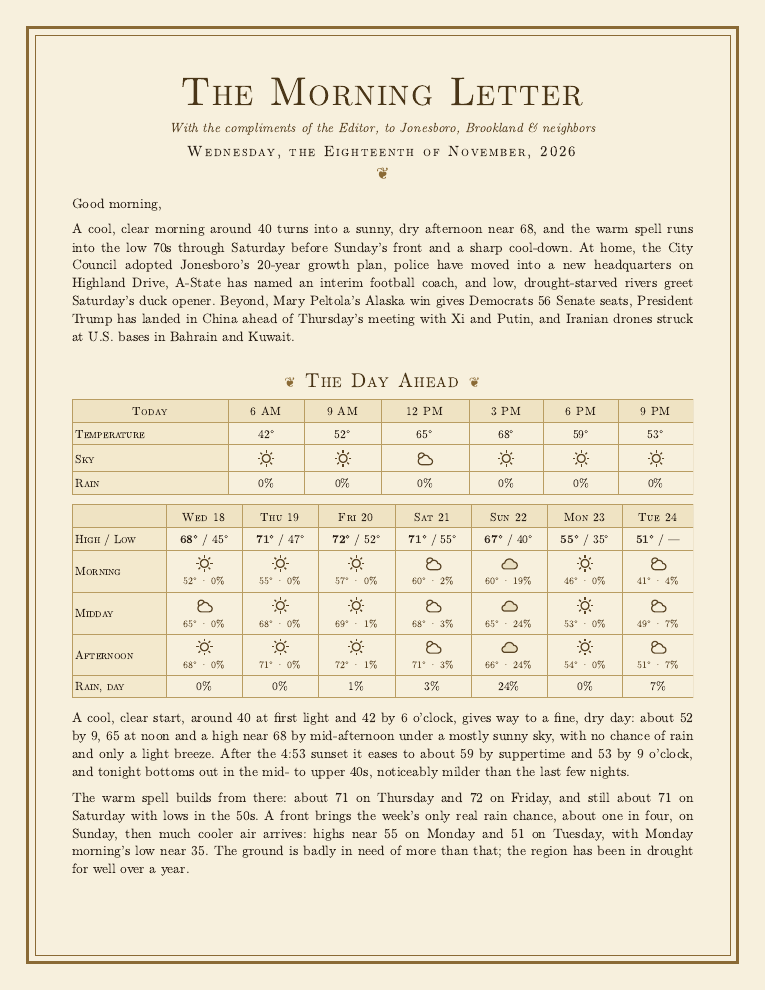 The Morning Letter
With the compliments of the Editor, to Jonesboro, Brookland & neighbors
Wednesday, the Eighteenth of November, 2026
❦
Good morning,
A cool, clear morning around 40 turns into a sunny, dry afternoon near 68, and the warm spell runs
into the low 70s through Saturday before Sunday's front and a sharp cool-down. At home, the City
Council adopted Jonesboro's 20-year growth plan, police have moved into a new headquarters on
Highland Drive, A-State has named an interim football coach, and low, drought-starved rivers greet
Saturday's duck opener. Beyond, Mary Peltola's Alaska win gives Democrats 56 Senate seats, President
Trump has landed in China ahead of Thursday's meeting with Xi and Putin, and Iranian drones struck
at U.S. bases in Bahrain and Kuwait.
❦ The Day Ahead ❦
Today 6 AM 9 AM 12 PM 3 PM 6 PM 9 PM
Temperature 42° 52° 65° 68° 59° 53°
Sky
Rain 0% 0% 0% 0% 0% 0%
Wed 18 Thu 19 Fri 20 Sat 21 Sun 22 Mon 23 Tue 24
High / Low 68° / 45° 71° / 47° 72° / 52° 71° / 55° 67° / 40° 55° / 35° 51° / —
Morning 52° · 0% 55° · 0% 57° · 0% 60° · 2% 60° · 19% 46° · 0% 41° · 4%
Midday 65° · 0% 68° · 0% 69° · 1% 68° · 3% 65° · 24% 53° · 0% 49° · 7%
Afternoon 68° · 0% 71° · 0% 72° · 1% 71° · 3% 66° · 24% 54° · 0% 51° · 7%
Rain, day 0% 0% 1% 3% 24% 0% 7%
A cool, clear start, around 40 at first light and 42 by 6 o'clock, gives way to a fine, dry day: about 52
by 9, 65 at noon and a high near 68 by mid-afternoon under a mostly sunny sky, with no chance of rain
and only a light breeze. After the 4:53 sunset it eases to about 59 by suppertime and 53 by 9 o'clock,
and tonight bottoms out in the mid- to upper 40s, noticeably milder than the last few nights.
The warm spell builds from there: about 71 on Thursday and 72 on Friday, and still about 71 on
Saturday with lows in the 50s. A front brings the week's only real rain chance, about one in four, on
Sunday, then much cooler air arrives: highs near 55 on Monday and 51 on Tuesday, with Monday
morning's low near 35. The ground is badly in need of more than that; the region has been in drought
for well over a year.